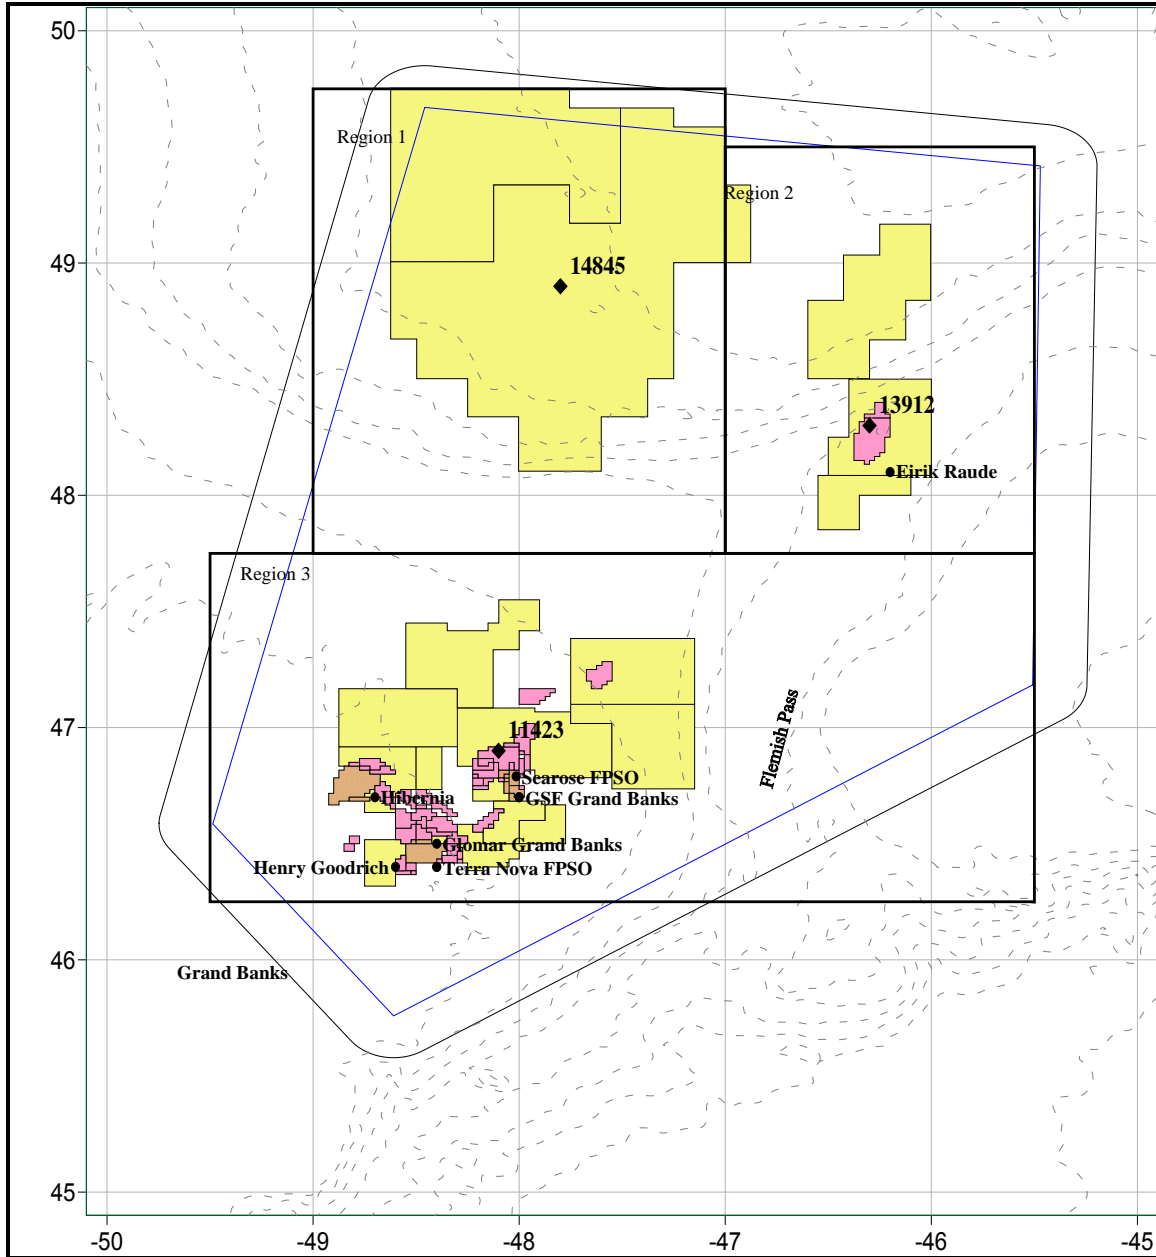 50
Region 1
Region 2
49
14845
13912
Eirik Raude
48
Region 3
47
11423
Flemish Pass
Searose FPSO
Hibernia
GSF Grand Banks
Glomar Grand Banks
Henry Goodrich
Terra Nova FPSO
46
Grand Banks
45
-50 -49 -48 -47 -46 -45